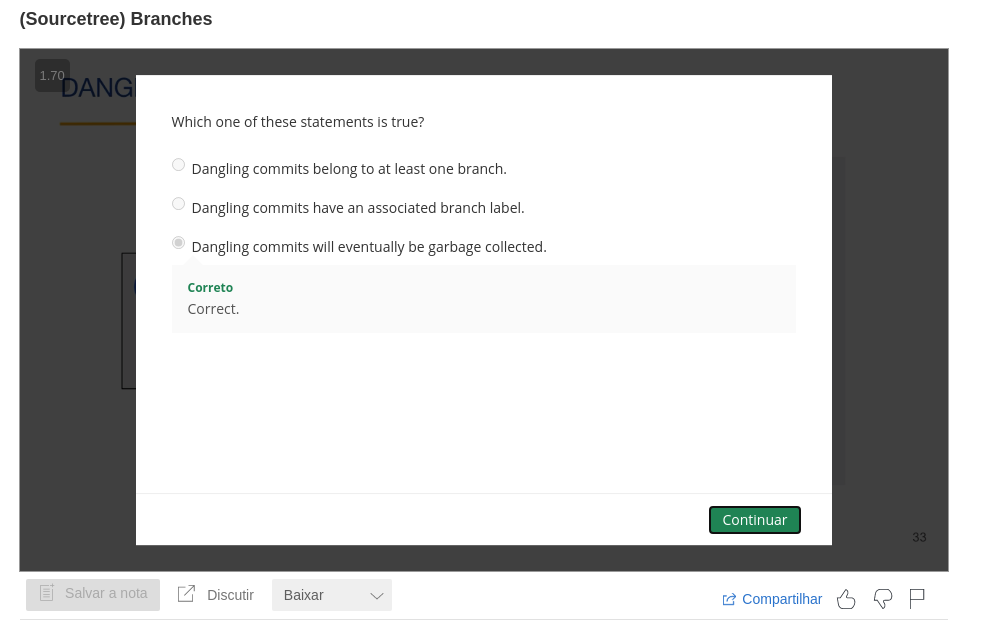 (Sourcetree) Branches
1.70
DANG
Which one of these statements is true?
Dangling commits belong to at least one branch.
Dangling commits have an associated branch label.
Dangling commits will eventually be garbage collected.
Correto
Correct.
Continuar
33
Salvar a nota
Discutir
Baixar
Compartilhar